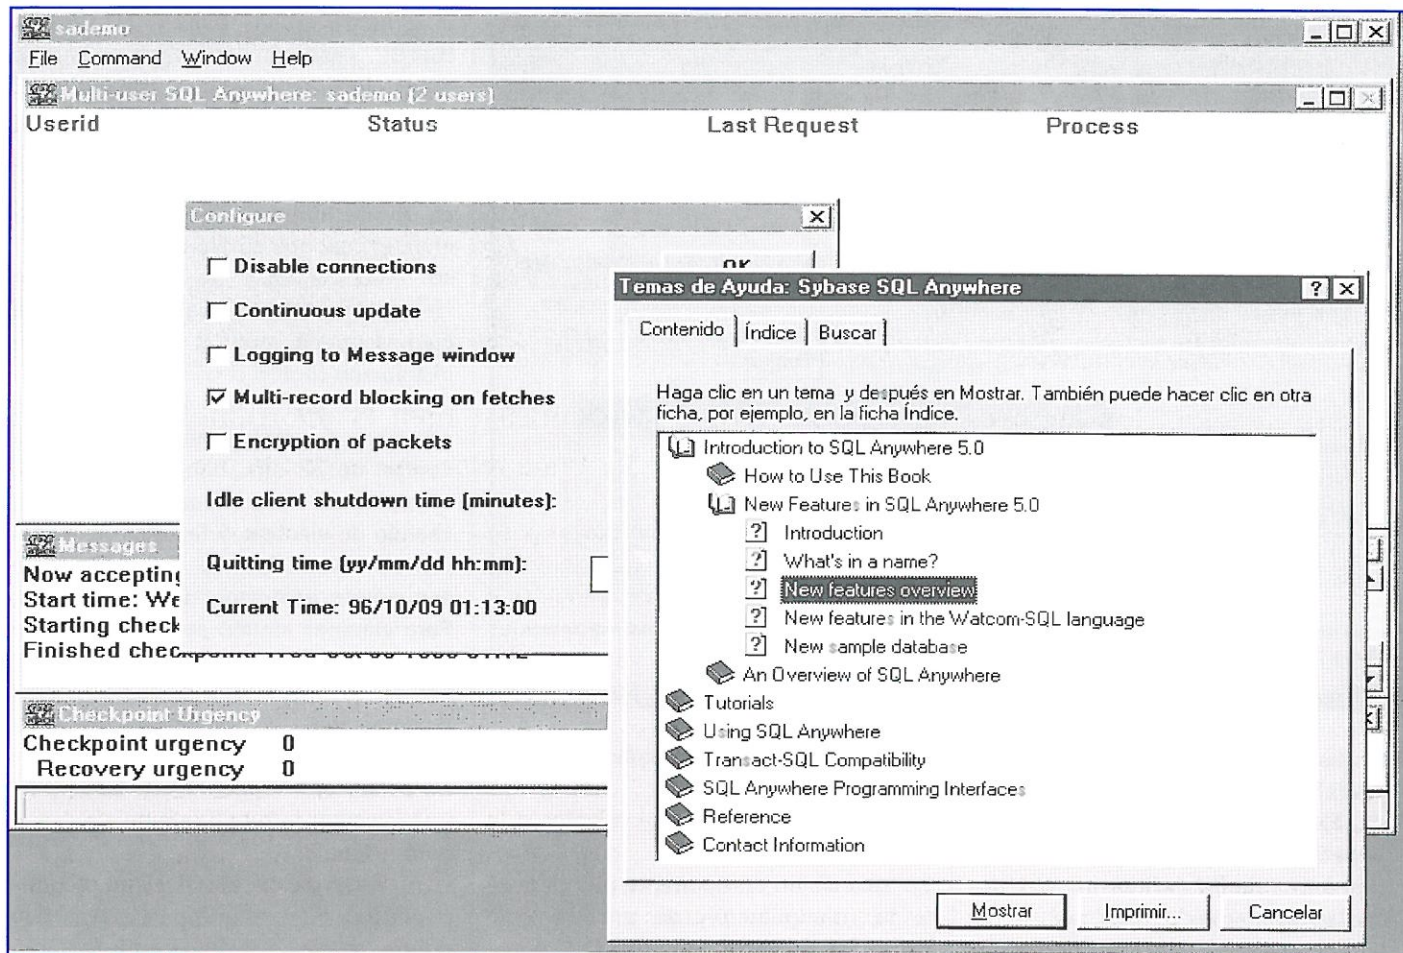 sademo
File Command Window Help
Multi-user SQL Anywhere: sademo (2 users)
Userid Status Last Request Process
Configure
Disable connections
OK
Continuous update
Logging to Message window
Multi-record blocking on fetches
Encryption of packets
Idle client shutdown time (minutes):
Quitting time (yy/mm/dd hh:mm):
Current Time: 96/10/09 01:13:00
Temas de Ayuda: Sybase SQL Anywhere
Contenido Índice Buscar
Haga clic en un tema y después en Mostrar. También puede hacer clic en otra
ficha, por ejemplo, en la ficha Índice.
Introduction to SQL Anywhere 5.0
How to Use This Book
New Features in SQL Anywhere 5.0
Introduction
What's in a name?
New features overview
New features in the Watcom-SQL language
New sample database
An Overview of SQL Anywhere
Tutorials
Using SQL Anywhere
Transact-SQL Compatibility
SQL Anywhere Programming Interfaces
Reference
Contact Information
Mostrar Imprimir... Cancelar
Messages
Now accepting
Start time: We
Starting check
Finished
Checkpoint Urgency
Checkpoint urgency 0
Recovery urgency 0